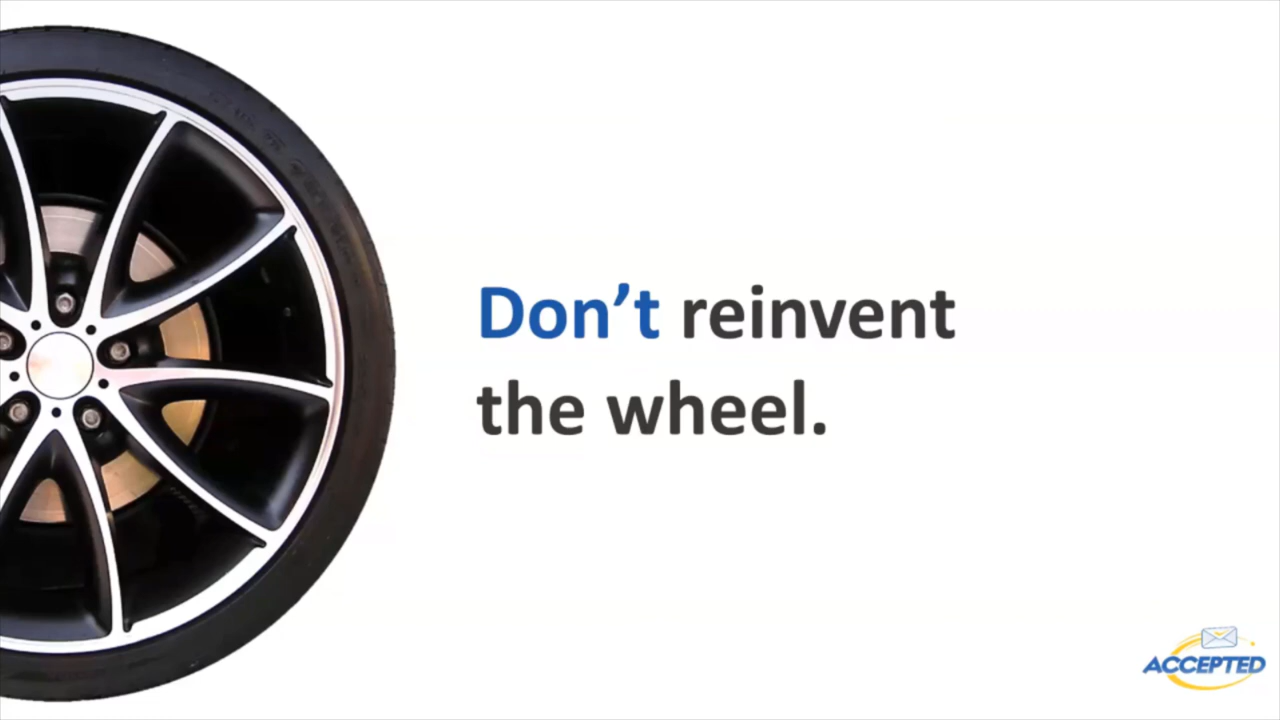 Don’t reinvent
the wheel.
ACCEPTED